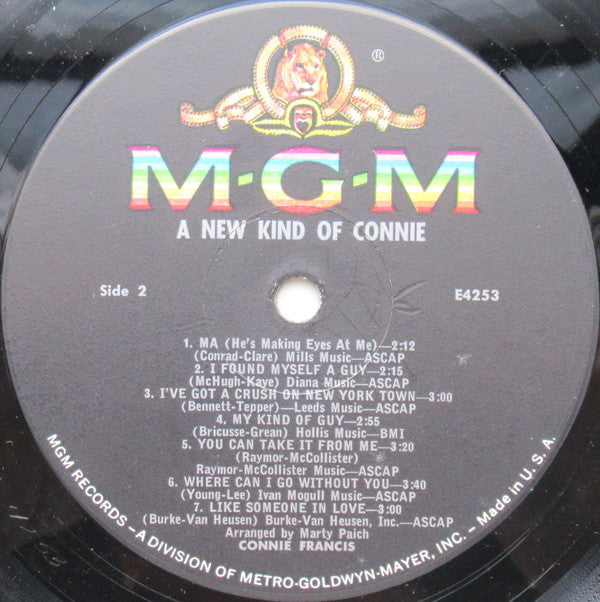 ®
M-G-M
A NEW KIND OF CONNIE
Side 2
E4253
1. MA (He's Making Eyes At Me)—2:12
(Conrad-Clare) Mills Music—ASCAP
2. I FOUND MYSELF A GUY—2:15
(McHugh-Kaye) Diana Music—ASCAP
3. I'VE GOT A CRUSH ON NEW YORK TOWN—3:00
(Bennett-Tepper)—Leeds Music—ASCAP
4. MY KIND OF GUY—2:55
(Bricusse-Grean) Hollis Music—BMI
5. YOU CAN TAKE IT FROM ME—3:20
(Raymor-McCollister)
Raymor-McCollister Music—ASCAP
6. WHERE CAN I GO WITHOUT YOU—3:40
(Young-Lee) Ivan Mogull Music—ASCAP
7. LIKE SOMEONE IN LOVE—3:00
(Burke-Van Heusen) Burke-Van Heusen, Inc.—ASCAP
Arranged by Marty Paich
CONNIE FRANCIS
MGM RECORDS – A DIVISION OF METRO-GOLDWYN-MAYER, INC. – Made in U. S. A.